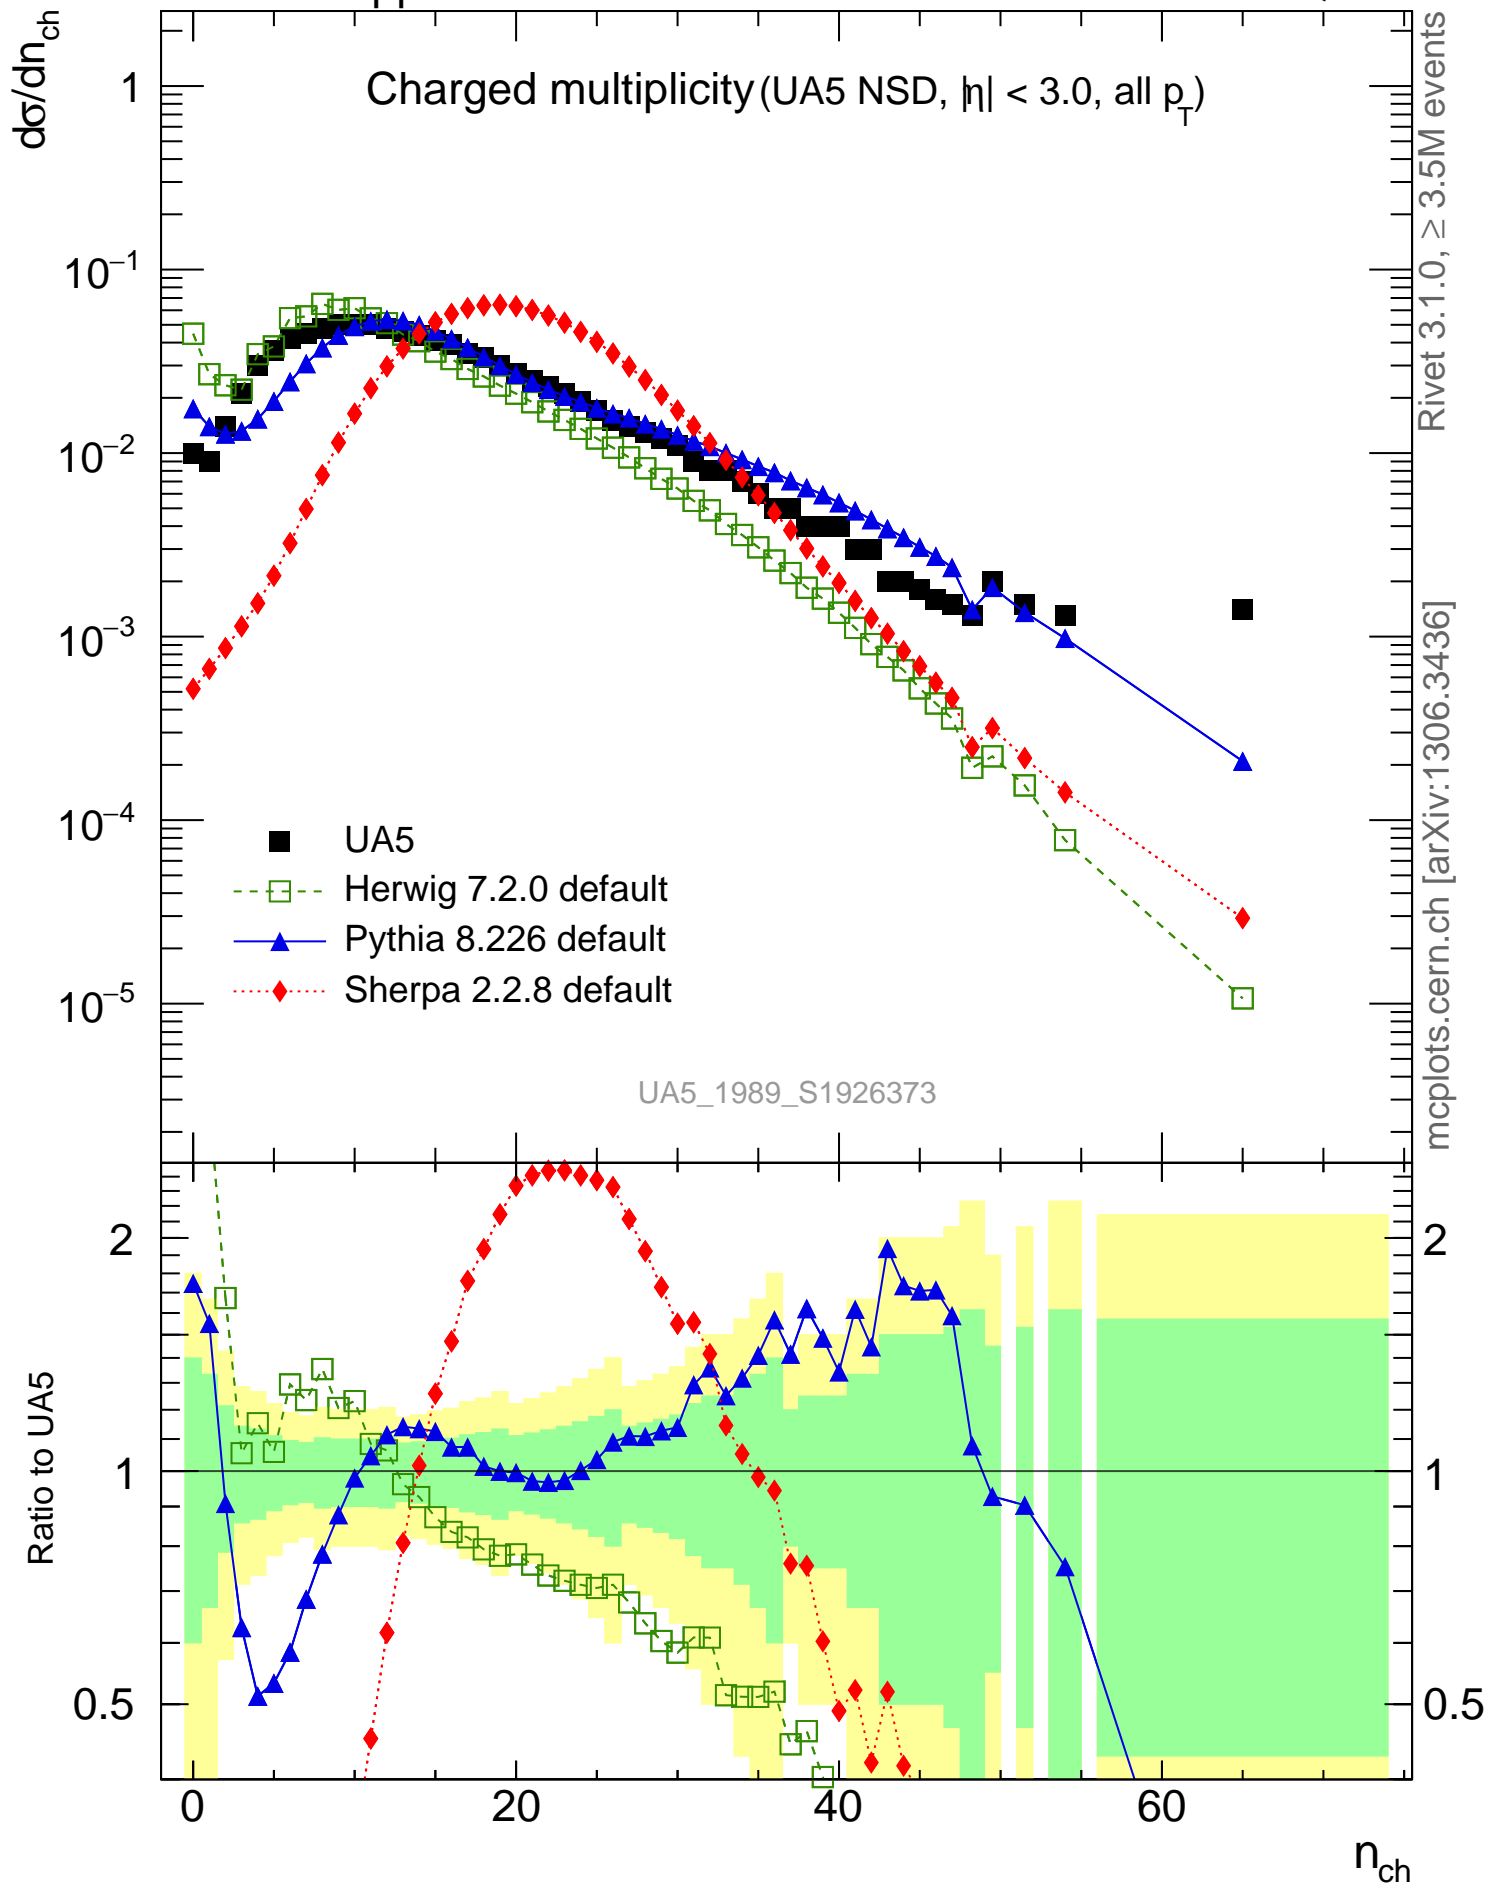 pp
dσ/dn_ch
Charged multiplicity (UA5 NSD, |η| < 3.0, all p_T)
1
10⁻¹
10⁻²
10⁻³
10⁻⁴
10⁻⁵
UA5
Herwig 7.2.0 default
Pythia 8.226 default
Sherpa 2.2.8 default
UA5_1989_S1926373
Rivet 3.1.0, ≥ 3.5M events
mcplots.cern.ch [arXiv:1306.3436]
Ratio to UA5
2
1
0.5
2
1
0.5
0 20 40 60
n_ch